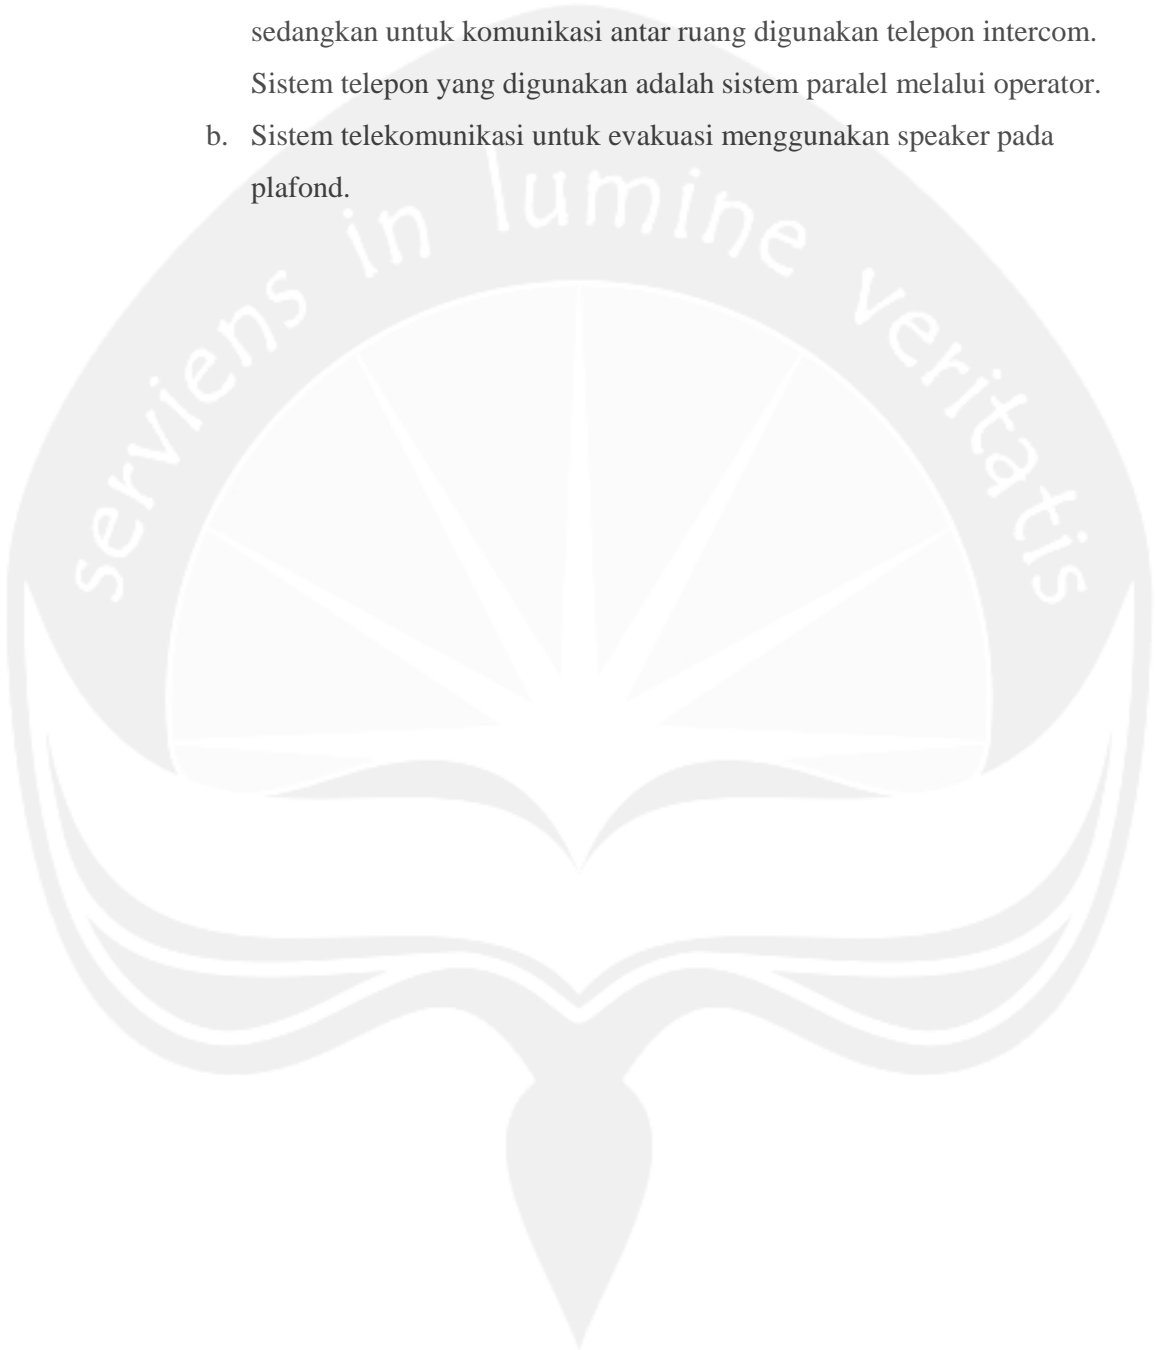 sedangkan untuk komunikasi antar ruang digunakan telepon intercom.
Sistem telepon yang digunakan adalah sistem paralel melalui operator.
b. Sistem telekomunikasi untuk evakuasi menggunakan speaker pada
plafond.
serviens in lumine veritatis